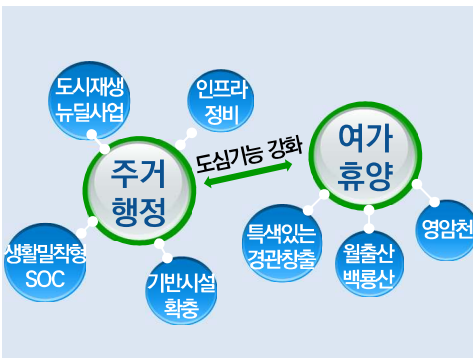 도시재생
뉴딜사업
인프라
정비
주거
행정
생활밀착형
SOC
기반시설
확충
도심기능 강화
여가
휴양
특색있는
경관창출
월출산
백룡산
영암천